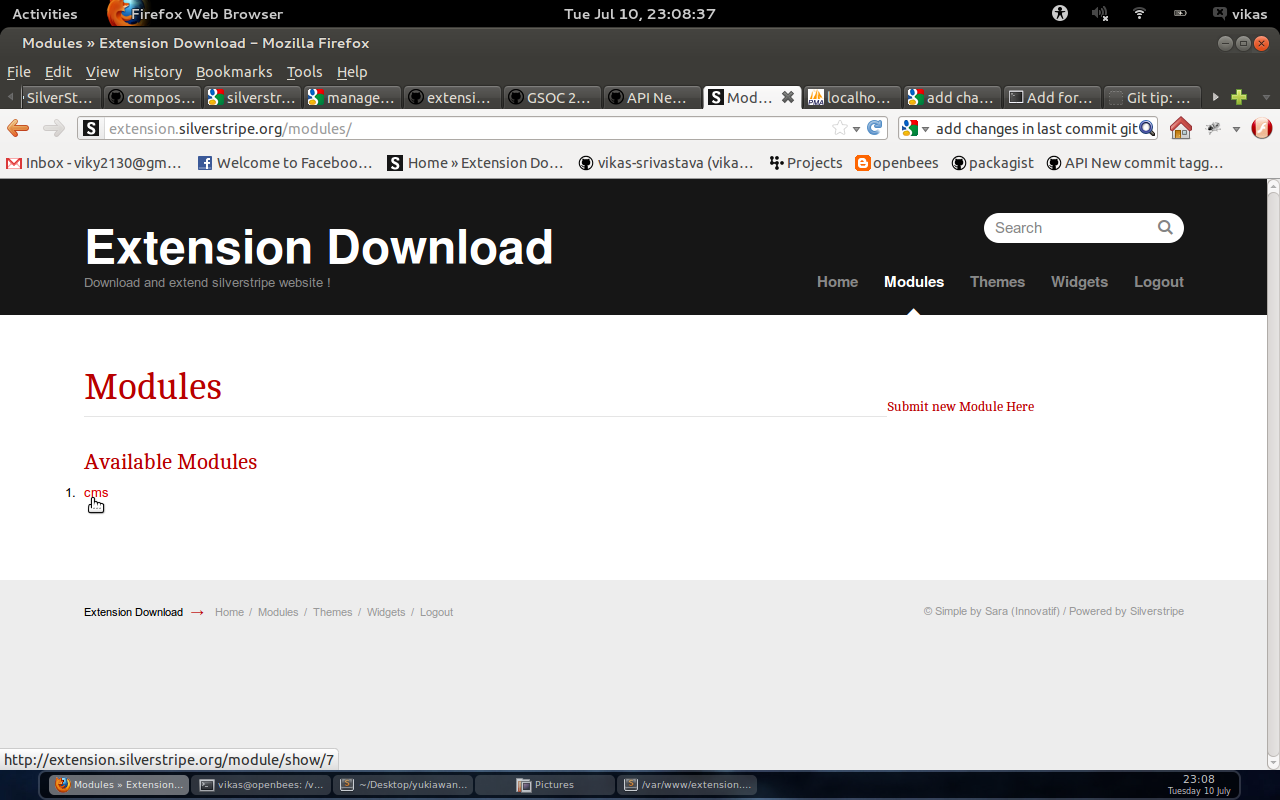 Activities Firefox Web Browser Tue Jul 10, 23:08:37 vikas
Modules » Extension Download - Mozilla Firefox
File Edit View History Bookmarks Tools Help
SilverSt... compos... silverstr... manage... extensi... GSOC 2... API Ne... Mod... localho... add cha... Add for... Git tip: ...
extension.silverstripe.org/modules/ add changes in last commit git
Inbox - viky2130@gm... Welcome to Faceboo... Home » Extension Do... vikas-srivastava (vika... Projects openbees packagist API New commit tagg...
Extension Download
Search
Download and extend silverstripe website !
Home Modules Themes Widgets Logout
Modules
Submit new Module Here
Available Modules
1. cms
Extension Download → Home / Modules / Themes / Widgets / Logout © Simple by Sara (Innovatif) / Powered by Silverstripe
http://extension.silverstripe.org/module/show/7
Modules » Extension... vikas@openbees: /v... ~/Desktop/yukiawan... Pictures /var/www/extension.... 23:08
Tuesday 10 July